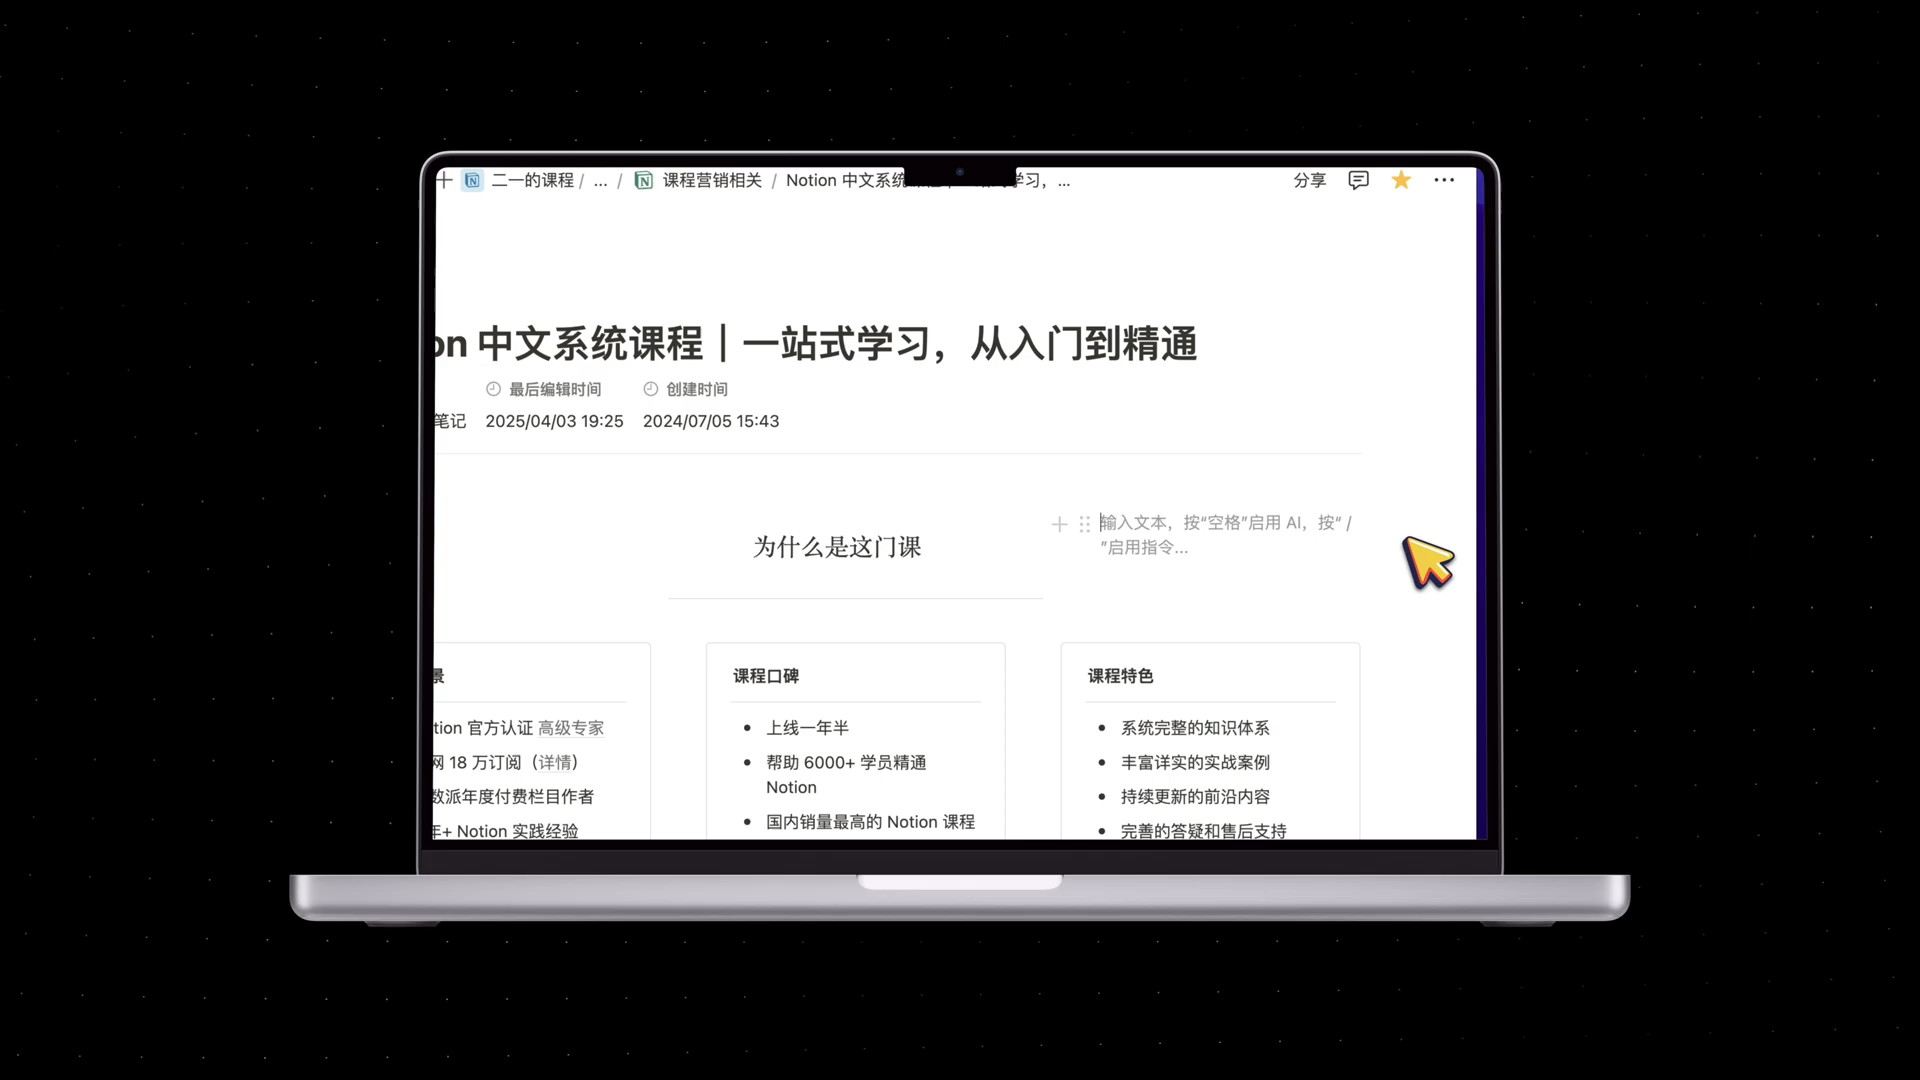 二一的课程 / ... / 课程营销相关 / Notion 中文系统 学习，...
分享
on 中文系统课程｜一站式学习，从入门到精通
最后编辑时间 创建时间
笔记 2025/04/03 19:25 2024/07/05 15:43
为什么是这门课
输入文本，按“空格”启用 AI，按“ /
”启用指令...
景
tion 官方认证 高级专家
网 18 万订阅（详情）
数派年度付费栏目作者
年+ Notion 实践经验
课程口碑
• 上线一年半
• 帮助 6000+ 学员精通
Notion
• 国内销量最高的 Notion 课程
课程特色
• 系统完整的知识体系
• 丰富详实的实战案例
• 持续更新的前沿内容
• 完善的答疑和售后支持